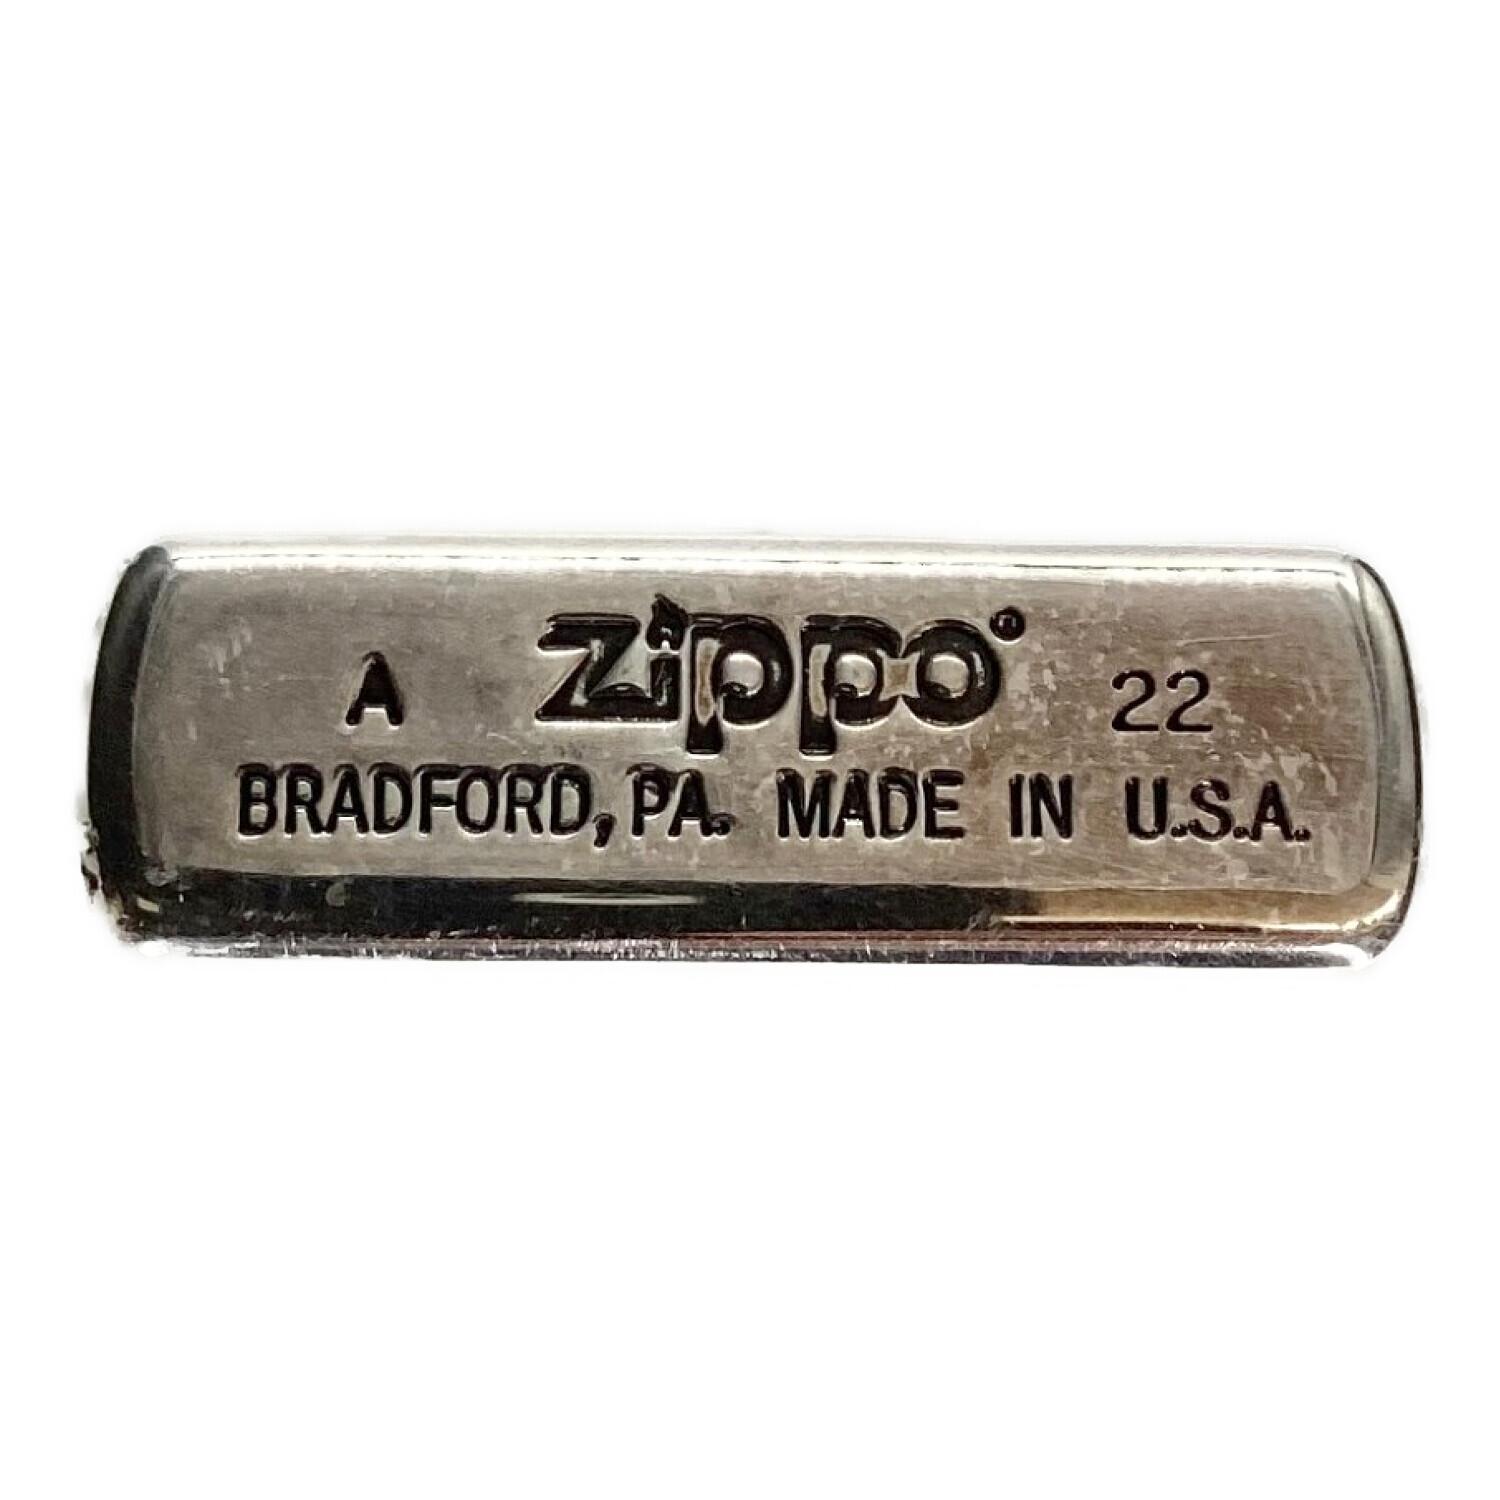 A Zippo® 22
BRADFORD, PA. MADE IN U.S.A.